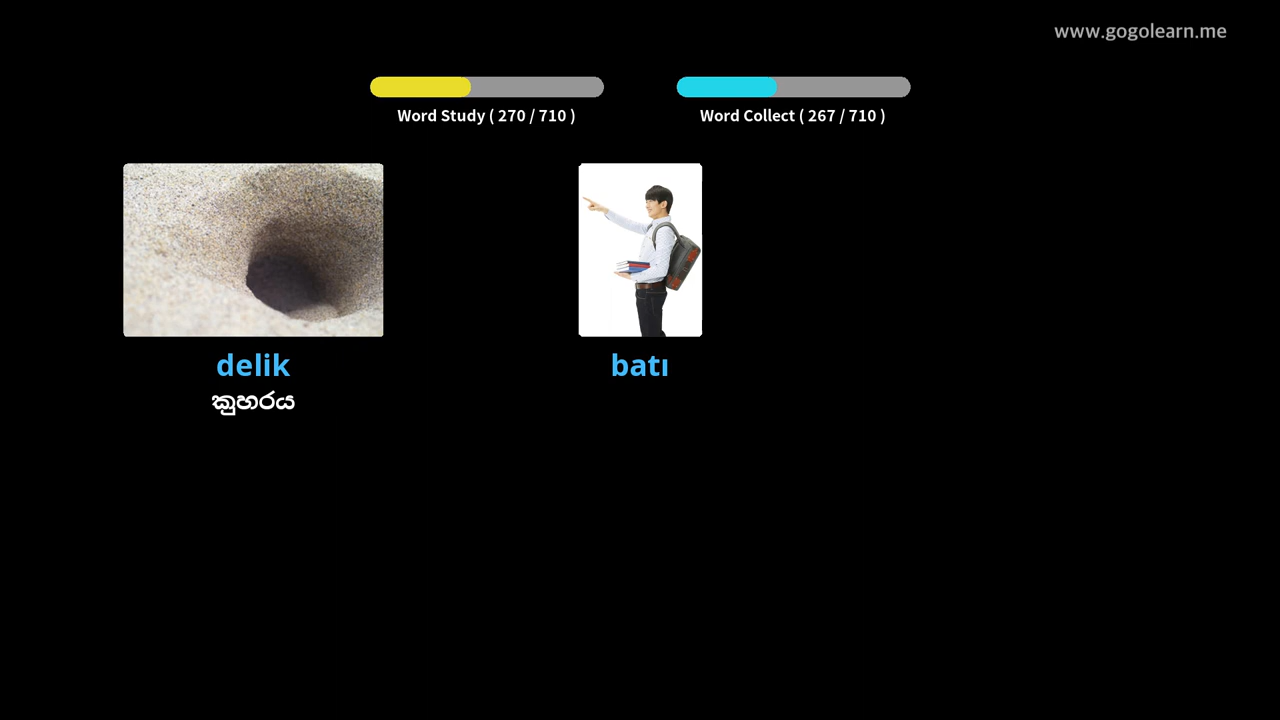 www.gogolearn.me
Word Study ( 270 / 710 )
Word Collect ( 267 / 710 )
delik
කුහරය
batı